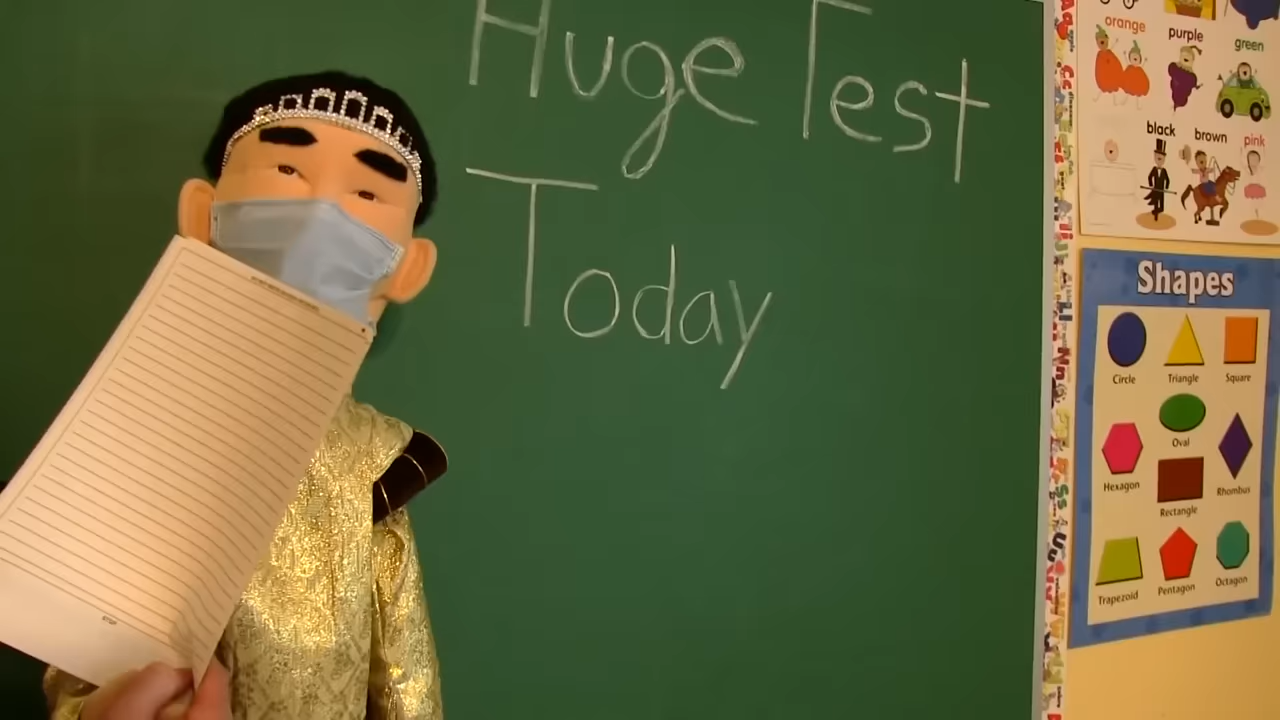 Huge Test
Today
orange
purple
green
black
brown
pink
Shapes
Circle
Triangle
Square
Oval
Hexagon
Rhombus
Rectangle
Trapezoid
Pentagon
Octagon
STOP